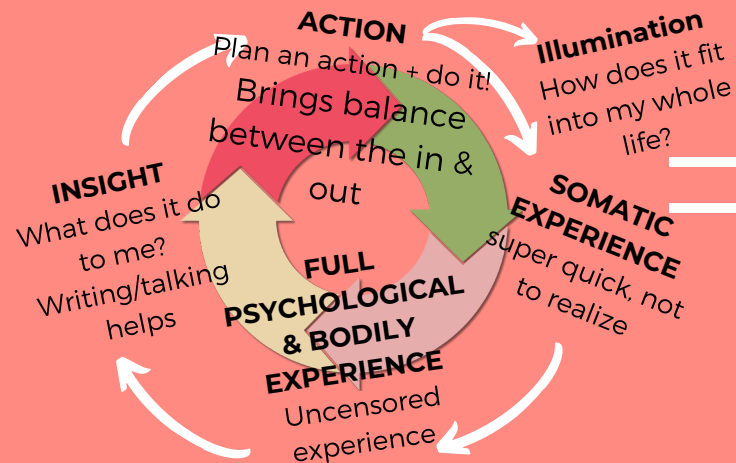 ACTION
Plan an action + do it!
Brings balance
between the in &
out
Illumination
How does it fit
into my whole
life?
SOMATIC
EXPERIENCE
super quick, not
to realize
FULL
PSYCHOLOGICAL
& BODILY
EXPERIENCE
Uncensored
experience
INSIGHT
What does it do
to me?
Writing/talking
helps